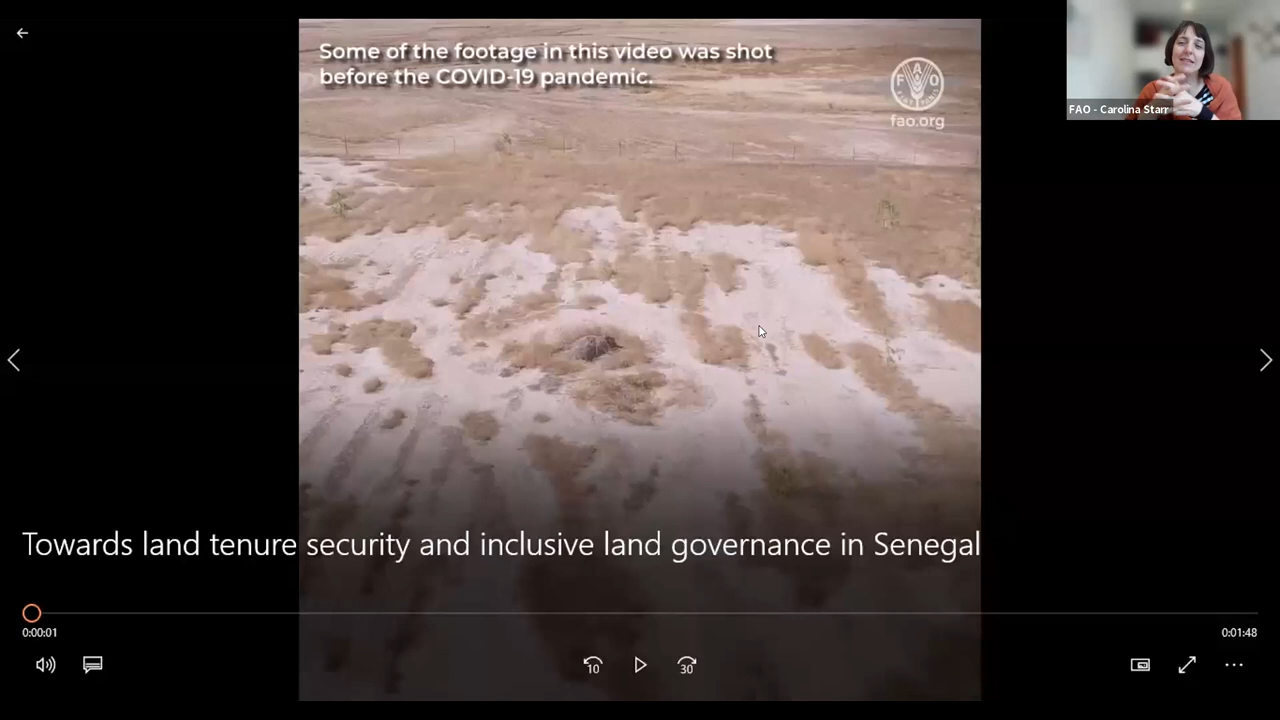 Some of the footage in this video was shot
before the COVID-19 pandemic.
F A O
fao.org
FAO - Carolina Starr
Towards land tenure security and inclusive land governance in Senegal
0:00:01
0:01:48
10
30